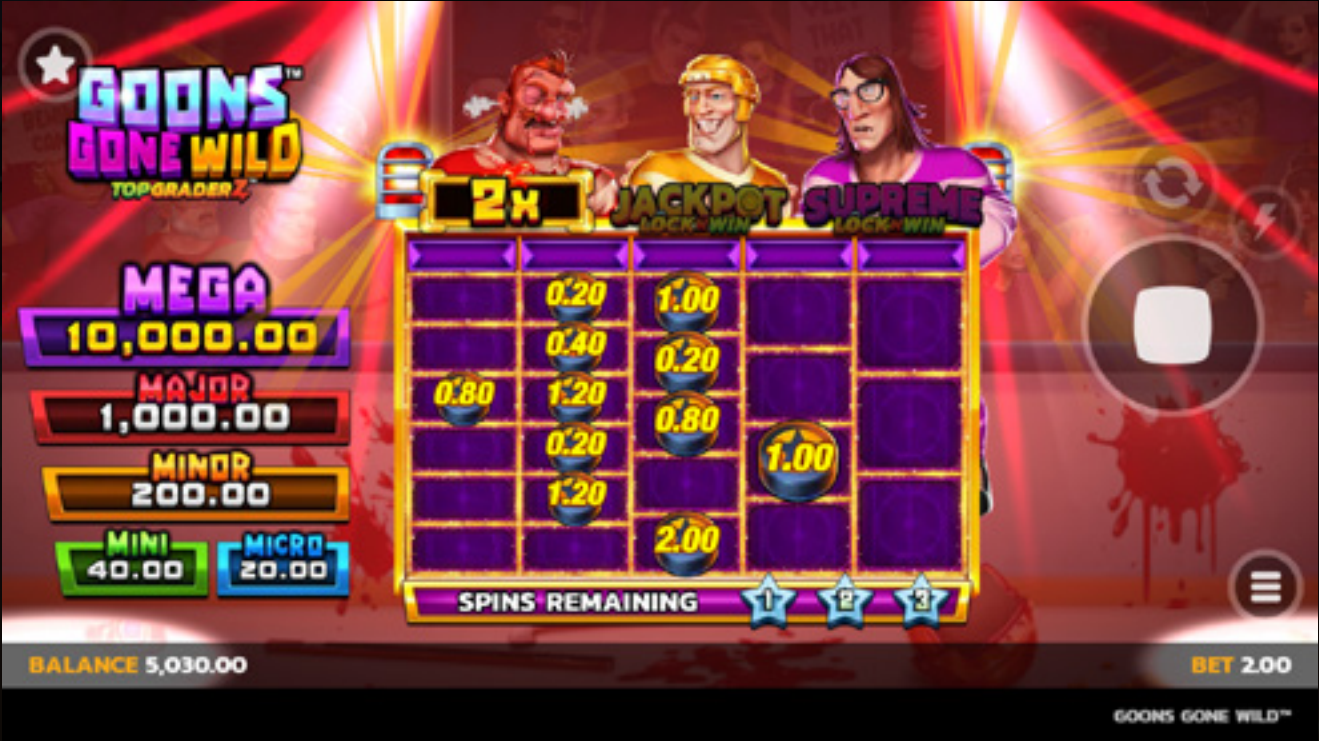 GOONS™
GONE WILD
TOPGRADERZ™
2x
JACKPOT
LOCK N WIN
SUPREME
LOCK N WIN
MEGA
10,000.00
MAJOR
1,000.00
MINOR
200.00
MINI
40.00
MICRO
20.00
0.20 1.00
0.40
0.20
0.80 1.20
0.80
0.20
1.00
1.20
2.00
SPINS REMAINING 1 2 3
BALANCE 5,030.00
BET 2.00
GOONS GONE WILD™